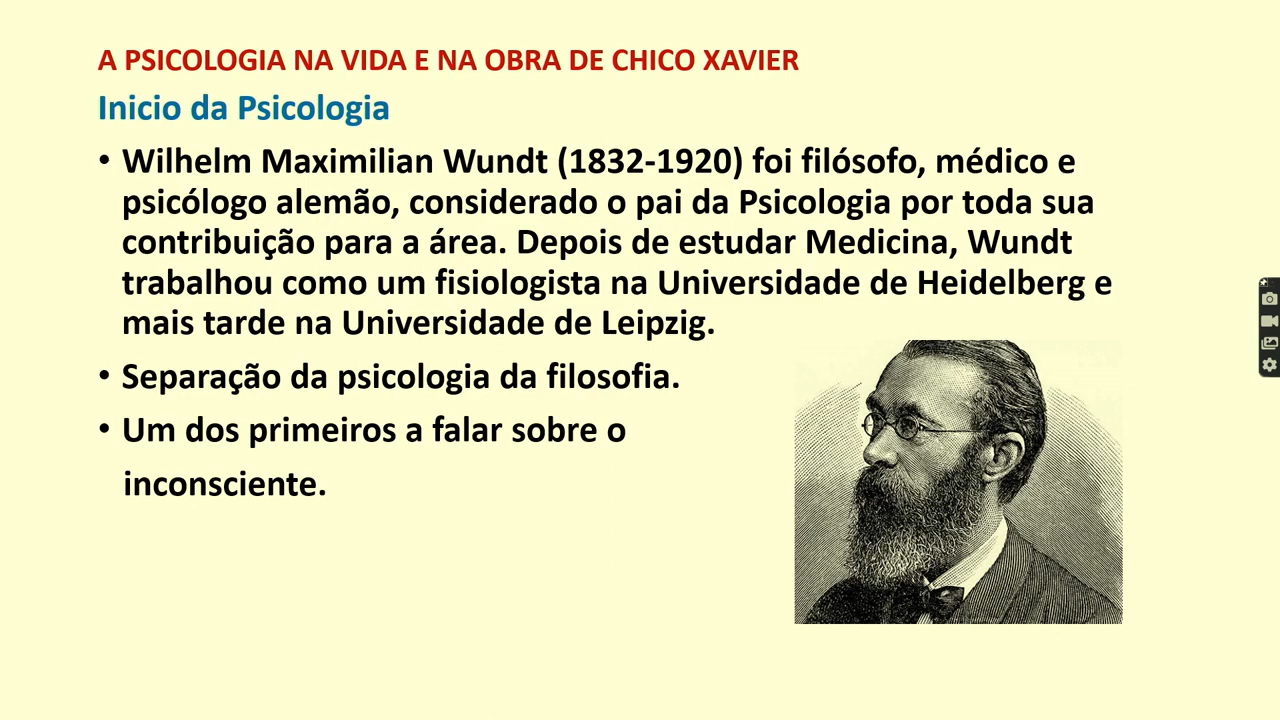 A PSICOLOGIA NA VIDA E NA OBRA DE CHICO XAVIER
Inicio da Psicologia
• Wilhelm Maximilian Wundt (1832-1920) foi filósofo, médico e
psicólogo alemão, considerado o pai da Psicologia por toda sua
contribuição para a área. Depois de estudar Medicina, Wundt
trabalhou como um fisiologista na Universidade de Heidelberg e
mais tarde na Universidade de Leipzig.
• Separação da psicologia da filosofia.
• Um dos primeiros a falar sobre o
inconsciente.